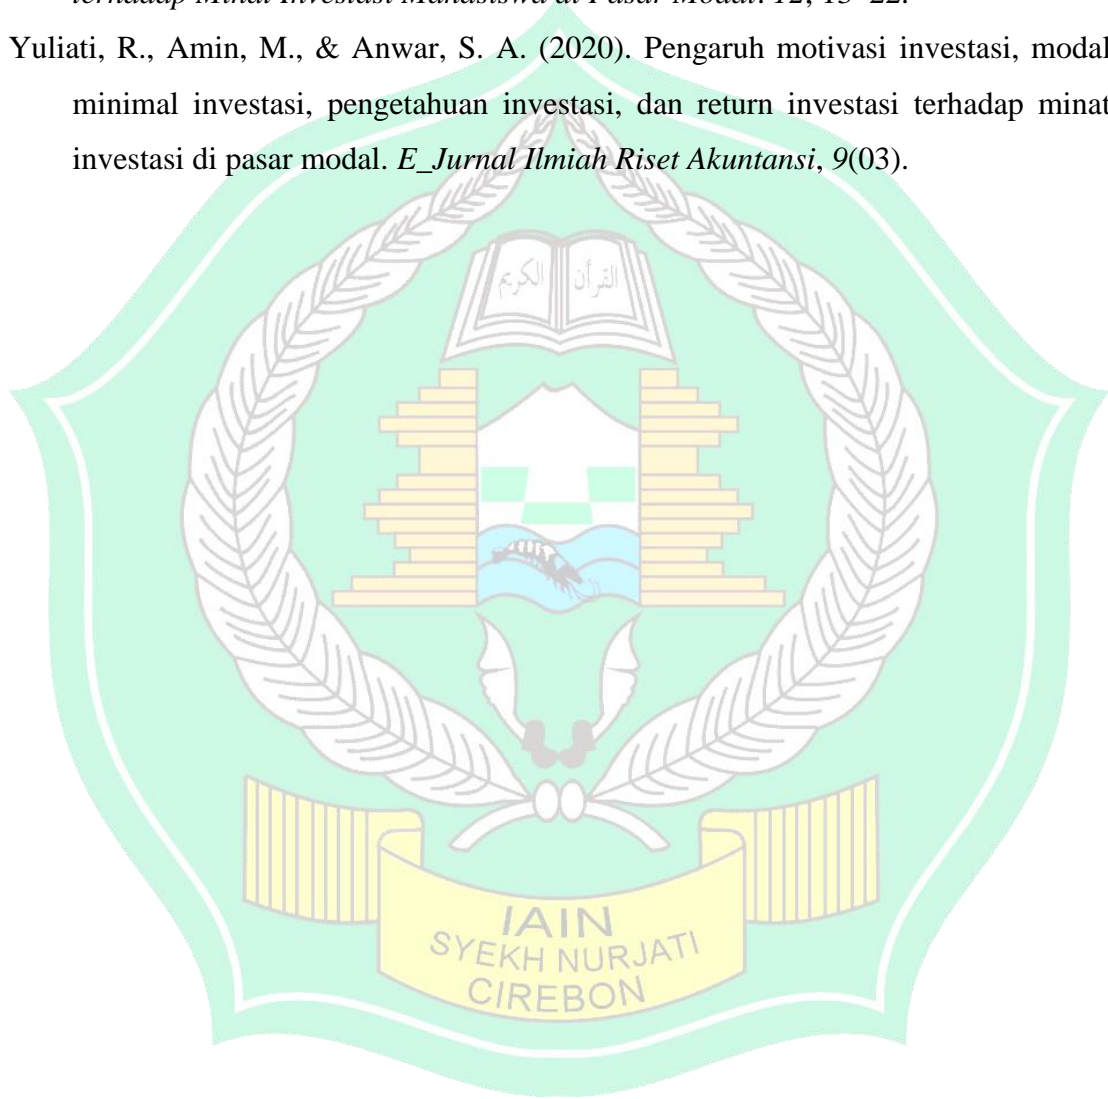 terhadap Minat Investasi Mahasiswa di Pasar Modal. 12, 13–22.
Yuliati, R., Amin, M., & Anwar, S. A. (2020). Pengaruh motivasi investasi, modal
minimal investasi, pengetahuan investasi, dan return investasi terhadap minat
investasi di pasar modal. E_Jurnal Ilmiah Riset Akuntansi, 9(03).
القرآن الكريم
IAIN
SYEKH NURJATI
CIREBON